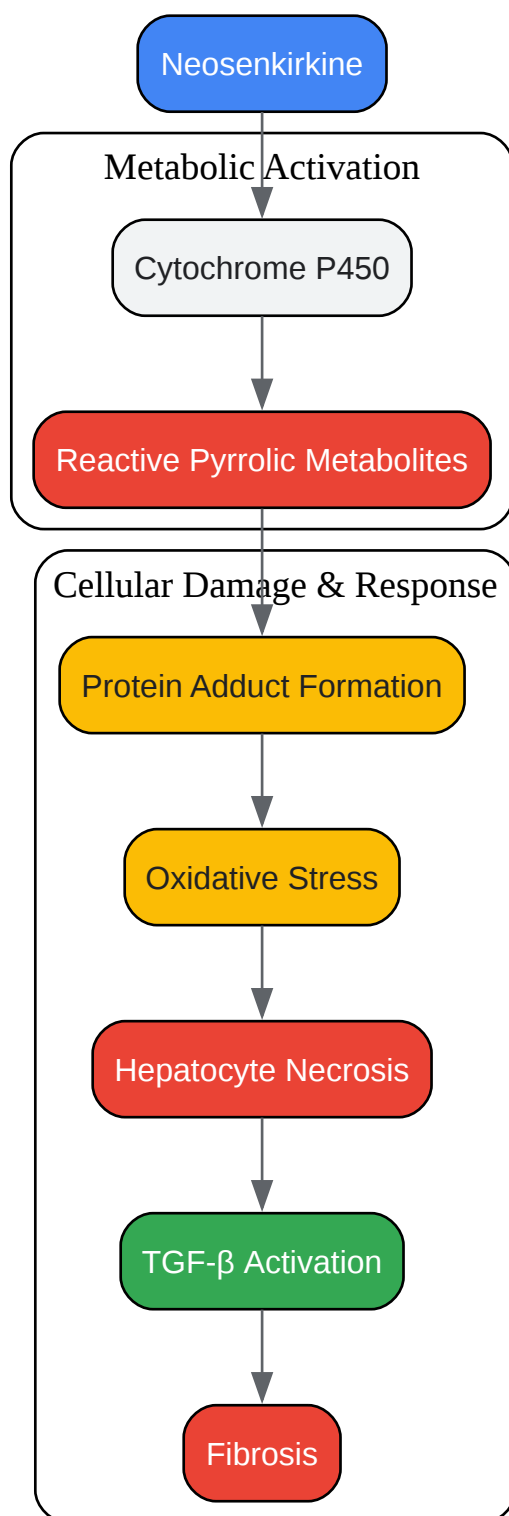 Neosenkirkine
Metabolic Activation
Cytochrome P450
Reactive Pyrrolic Metabolites
Cellular Damage & Response
Protein Adduct Formation
Oxidative Stress
Hepatocyte Necrosis
TGF-β Activation
Fibrosis